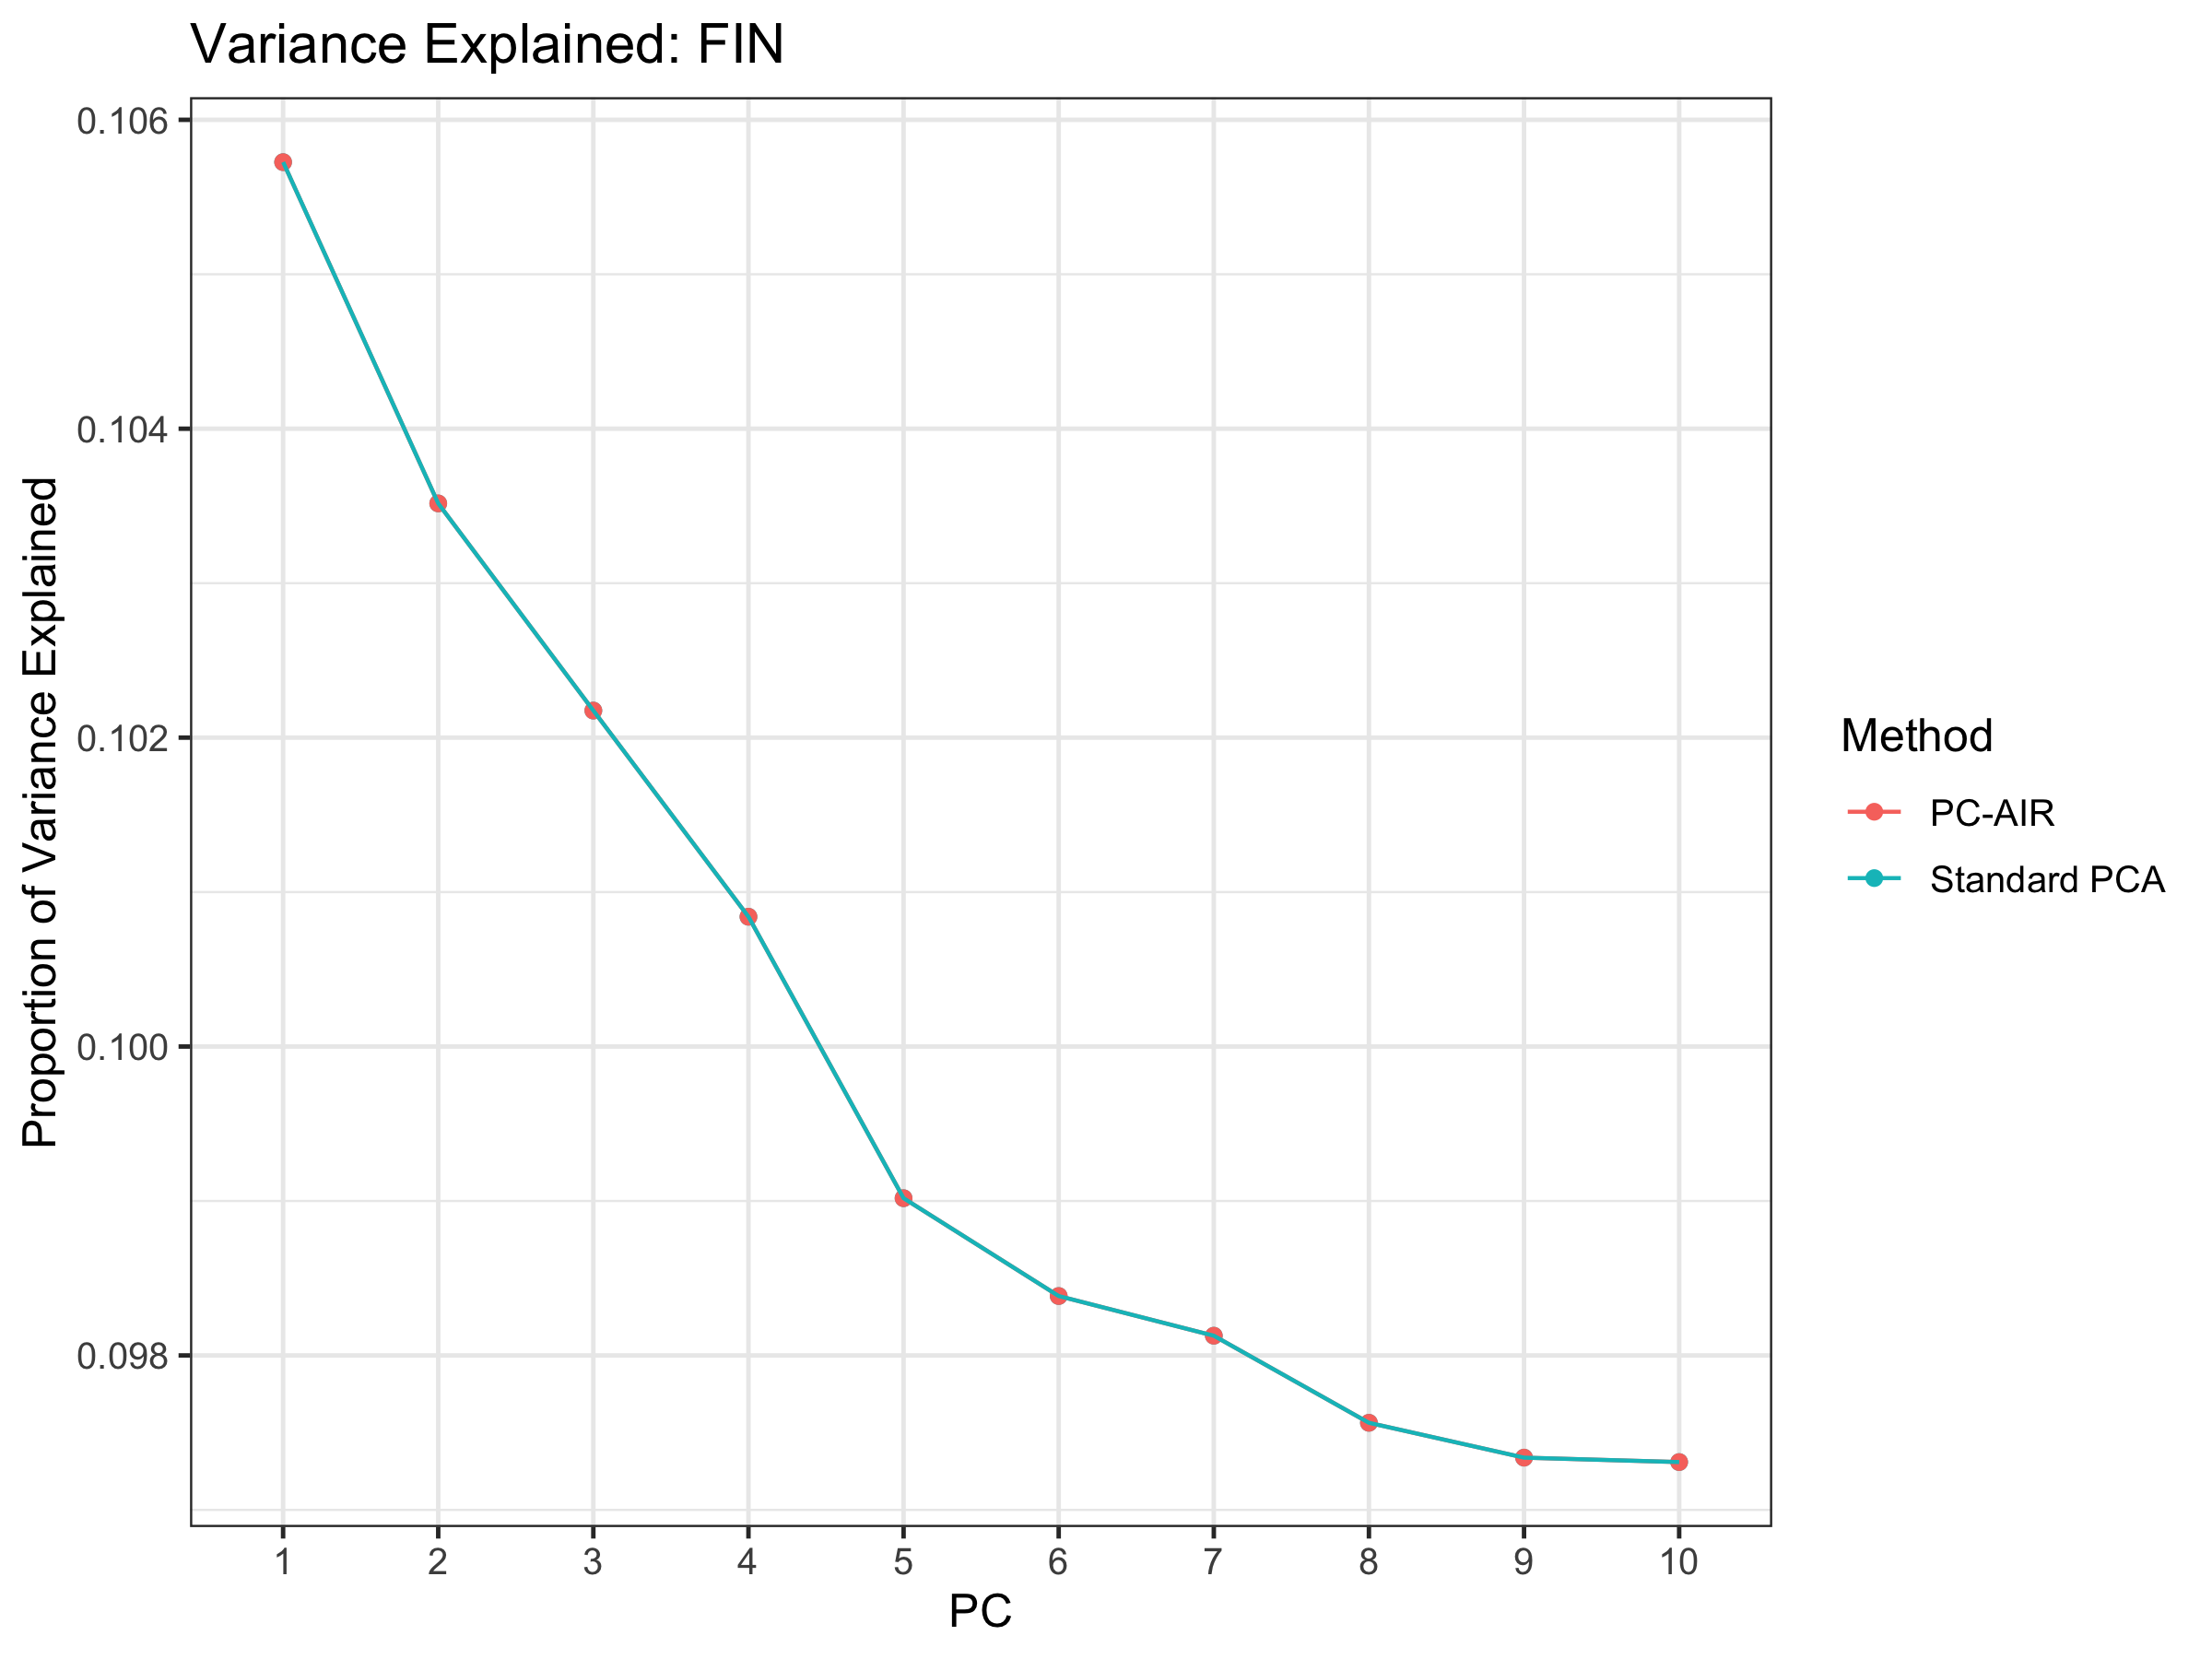 Variance Explained: FIN
Proportion of Variance Explained
0.106
0.104
0.102
0.100
0.098
1 2 3 4 5 6 7 8 9 10
PC
Method
PC-AIR
Standard PCA